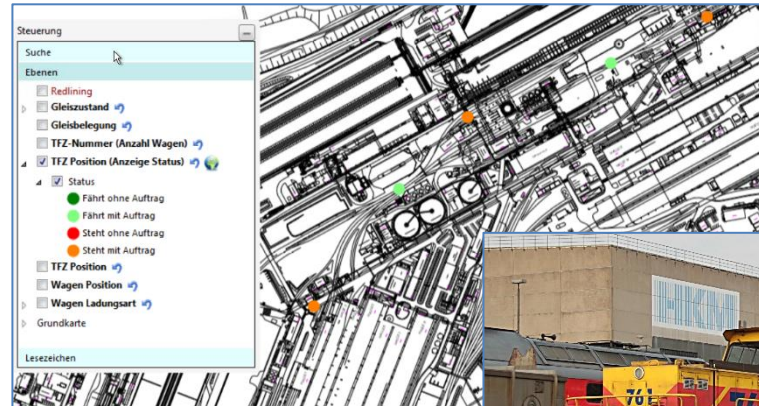 Steuerung
Suche
Ebenen
Redlining
Gleiszustand
Gleisbelegung
TFZ-Nummer (Anzahl Wagen)
TFZ Position (Anzeige Status)
Status
Fährt ohne Auftrag
Fährt mit Auftrag
Steht ohne Auftrag
Steht mit Auftrag
TFZ Position
Wagen Position
Wagen Ladungsart
Grundkarte
Lesezeichen
HKM
761